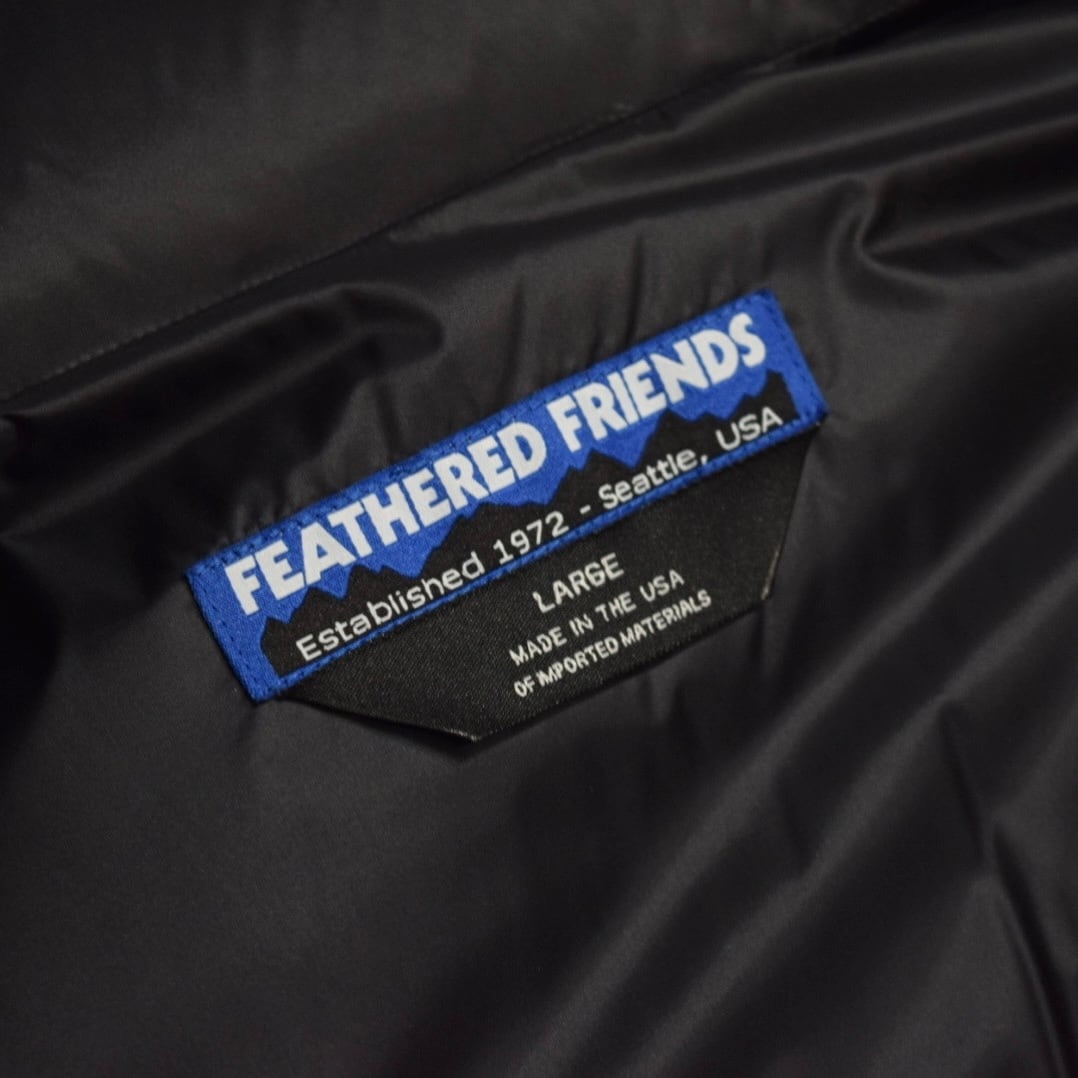 FEATHERED FRIENDS
Established 1972 - Seattle, USA
LARGE
MADE IN THE USA
OF IMPORTED MATERIALS